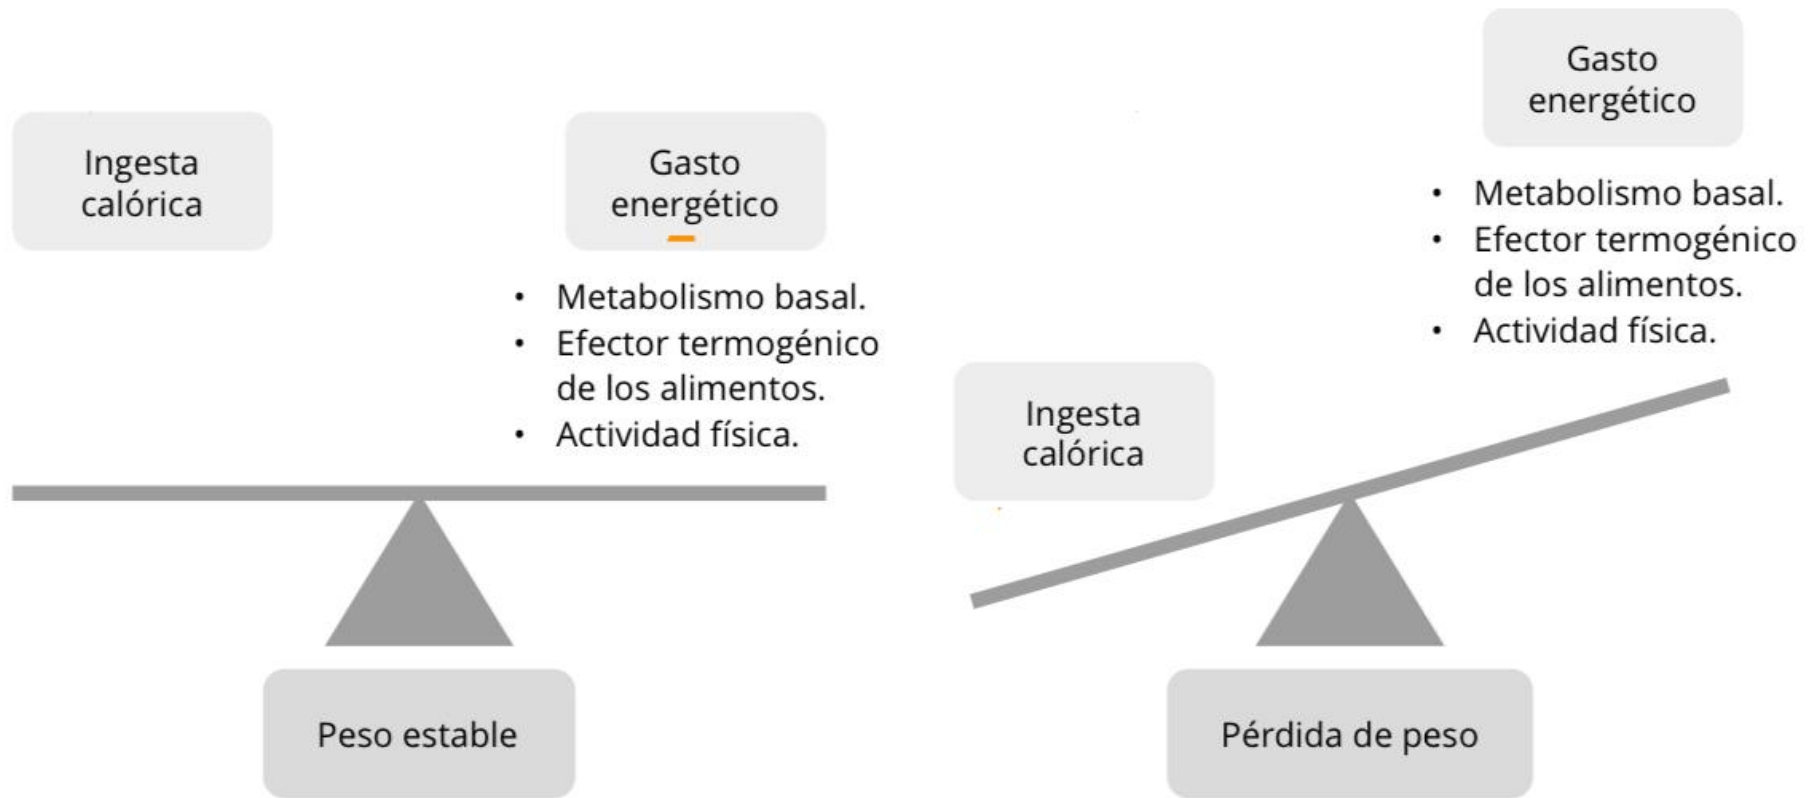 Ingesta
calórica
Gasto
energético
• Metabolismo basal.
• Efector termogénico
de los alimentos.
• Actividad física.
Peso estable
Gasto
energético
• Metabolismo basal.
• Efector termogénico
de los alimentos.
• Actividad física.
Ingesta
calórica
Pérdida de peso